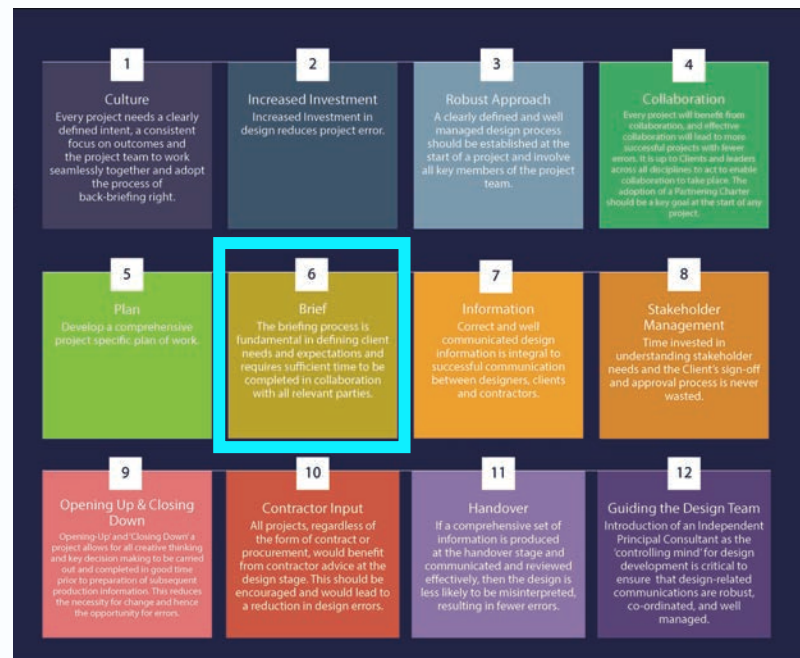 1
Culture
Every project needs a clearly
defined intent, a consistent
focus on outcomes and
the project team to work
seamlessly together and adopt
the process of
back-briefing right.
2
Increased Investment
Increased Investment in
design reduces project error.
3
Robust Approach
A clearly defined and well
managed design process
should be established at the
start of a project and involve
all key members of the project
team.
4
Collaboration
Every project will benefit from
collaboration, and effective
collaboration will lead to more
successful projects with fewer
errors. It is up to Clients and leaders
across all disciplines to act to enable
collaboration to take place. The
adoption of a Partnering Charter
should be a key goal at the start of any
project.
5
Plan
Develop a comprehensive
project specific plan of work.
6
Brief
The briefing process is
fundamental in defining client
needs and expectations and
requires sufficient time to be
completed in collaboration
with all relevant parties.
7
Information
Correct and well
communicated design
information is integral to
successful communication
between designers, clients
and contractors.
8
Stakeholder
Management
Time invested in
understanding stakeholder
needs and the Client's sign-off
and approval process is never
wasted.
9
Opening Up & Closing
Down
Opening-Up' and 'Closing Down' a
project allows for all creative thinking
and key decision making to be carried
out and completed in good time
prior to preparation of subsequent
production information. This reduces
the necessity for change and hence
the opportunity for errors.
10
Contractor Input
All projects, regardless of
the form of contract or
procurement, would benefit
from contractor advice at the
design stage. This should be
encouraged and would lead to
a reduction in design errors.
11
Handover
If a comprehensive set of
information is produced
at the handover stage and
communicated and reviewed
effectively, then the design is
less likely to be misinterpreted,
resulting in fewer errors.
12
Guiding the Design Team
Introduction of an Independent
Principal Consultant as the
'controlling mind' for design
development is critical to
ensure that design-related
communications are robust,
co-ordinated, and well
managed.